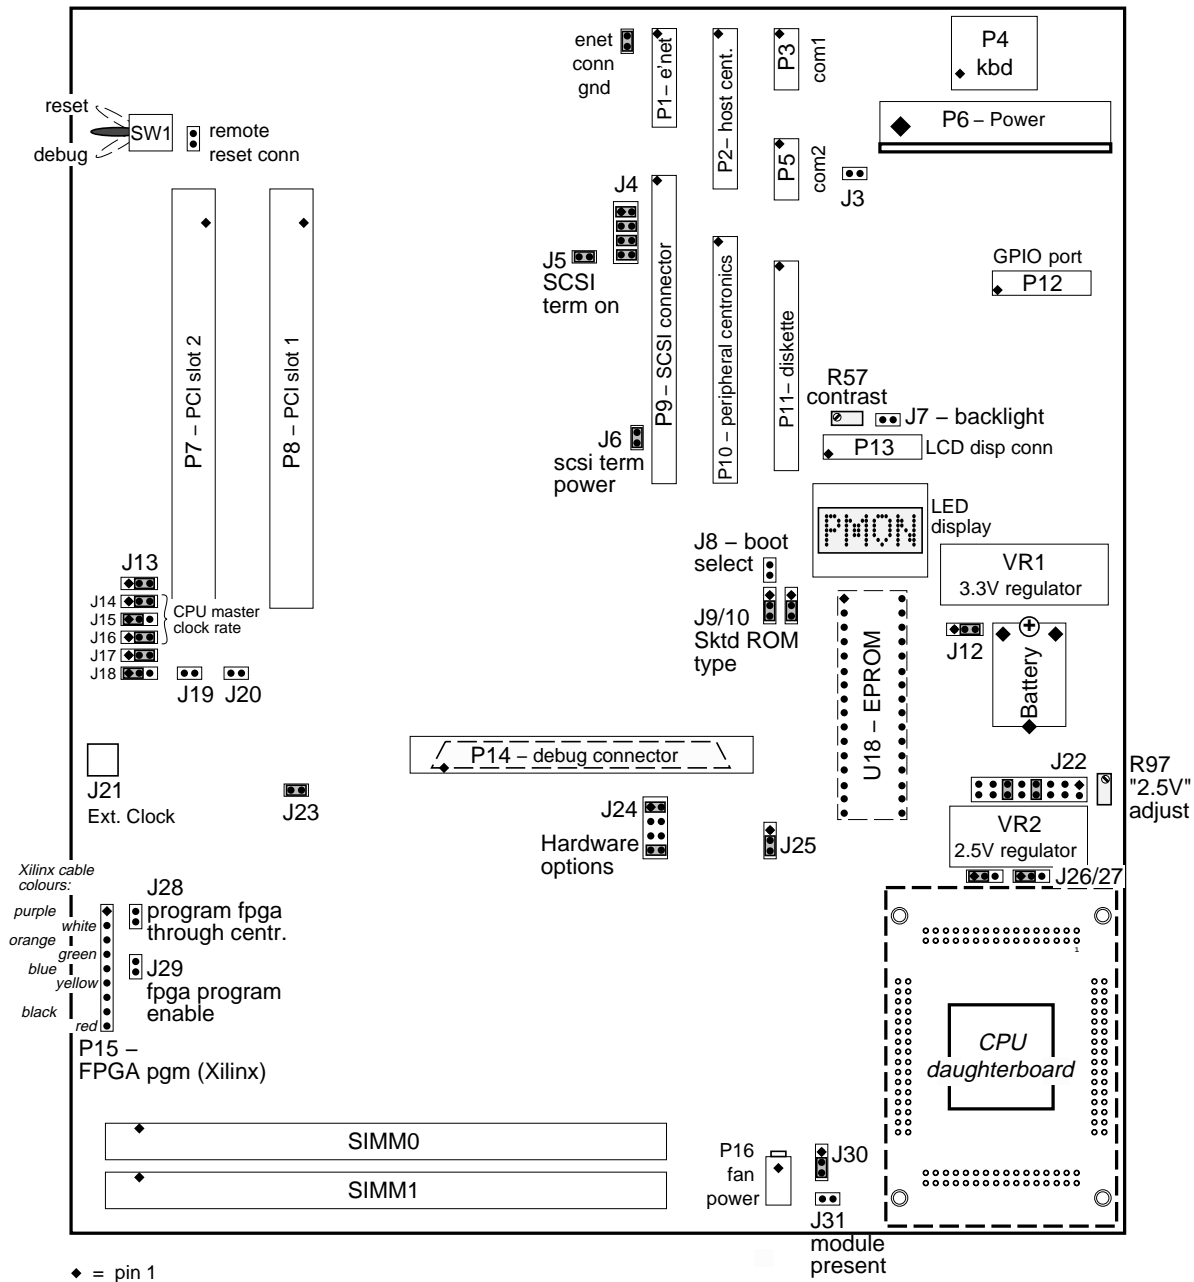 enet
conn
gnd
P1– e'net
P2– host cent.
P3
com1
P4
kbd
P6 – Power
reset
SW1
debug
remote
reset conn
P5
com2
J3
J4
J5
SCSI
term on
P7 – PCI slot 2
P8 – PCI slot 1
P9 – SCSI connector
P10 – peripheral centronics
P11– diskette
GPIO port
P12
R57
contrast
J7 – backlight
P13
LCD disp conn
J6
scsi term
power
PMON
LED
display
J8 – boot
select
J9/10
Sktd ROM
type
VR1
3.3V regulator
J13
J14
J15
J16
J17
J18
CPU master
clock rate
J19
J20
J12
Battery
U18 – EPROM
P14 – debug connector
J21
Ext. Clock
J23
J24
Hardware
options
J25
J22
R97
"2.5V"
adjust
VR2
2.5V regulator
J26/27
Xilinx cable
colours:
purple
white
orange
green
blue
yellow
black
red
J28
program fpga
through centr.
J29
fpga program
enable
P15 –
FPGA pgm (Xilinx)
1
CPU
daughterboard
SIMM0
SIMM1
P16
fan
power
J30
J31
module
present
◆ = pin 1